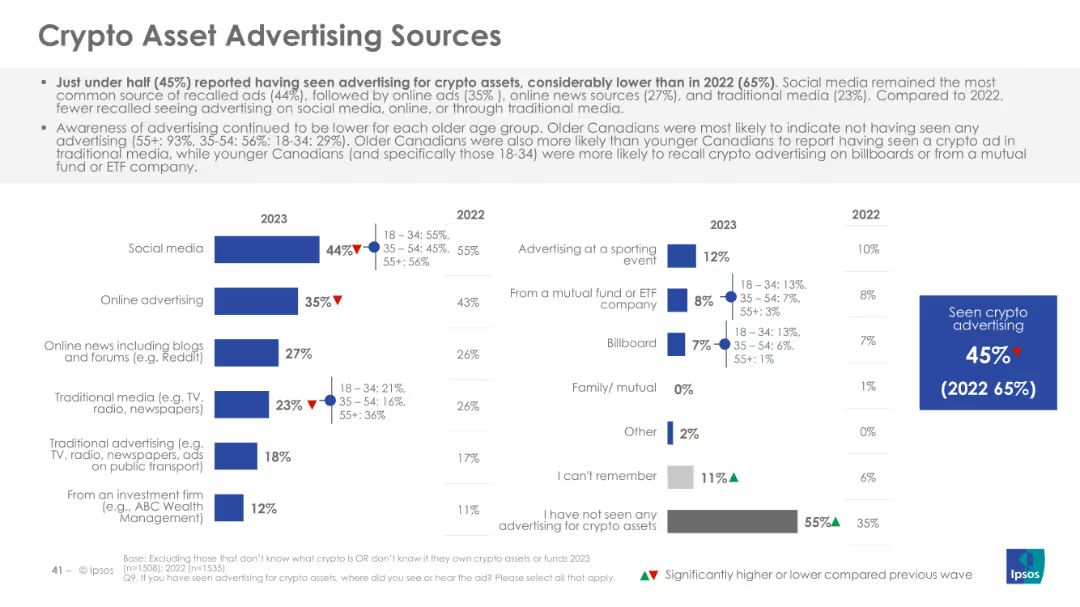 Crypto Asset Advertising Sources
▪ Just under half (45%) reported having seen advertising for crypto assets, considerably lower than in 2022 (65%). Social media remained the most
common source of recalled ads (44%), followed by online ads (35% ), online news sources (27%), and traditional media (23%). Compared to 2022,
fewer recalled seeing advertising on social media, online, or through traditional media.
▪ Awareness of advertising continued to be lower for each older age group. Older Canadians were most likely to indicate not having seen any
advertising (55+: 93%, 35-54: 56%; 18-34: 29%). Older Canadians were also more likely than younger Canadians to report having seen a crypto ad in
traditional media, while younger Canadians (and specifically those 18-34) were more likely to recall crypto advertising on billboards or from a mutual
fund or ETF company.
2023
2022
Social media
44%▼
18 – 34: 55%,
35 – 54: 45%,
55+: 56%
55%
Online advertising
35%▼
43%
Online news including blogs
and forums (e.g. Reddit)
27%
26%
Traditional media (e.g. TV,
radio, newspapers)
23%▼
18 – 34: 21%,
35 – 54: 16%,
55+: 36%
26%
Traditional advertising (e.g.
TV, radio, newspapers, ads
on public transport)
18%
17%
From an investment firm
(e.g., ABC Wealth
Management)
12%
11%
2023
2022
Advertising at a sporting
event
12%
10%
From a mutual fund or ETF
company
8%
18 – 34: 13%,
35 – 54: 7%,
55+: 3%
8%
Billboard
7%
18 – 34: 13%,
35 – 54: 6%,
55+: 1%
7%
Family/ mutual
0%
1%
Other
2%
0%
I can't remember
11%▲
6%
I have not seen any
advertising for crypto assets
55%▲
35%
Seen crypto
advertising
45%▼
(2022 65%)
Base: Excluding those that don't know what crypto is OR don't know if they own crypto assets or funds 2023
(n=1508); 2022 (n=1535)
Q9. If you have seen advertising for crypto assets, where did you see or hear the ad? Please select all that apply.
41 – © Ipsos
▲▼ Significantly higher or lower compared previous wave
Ipsos